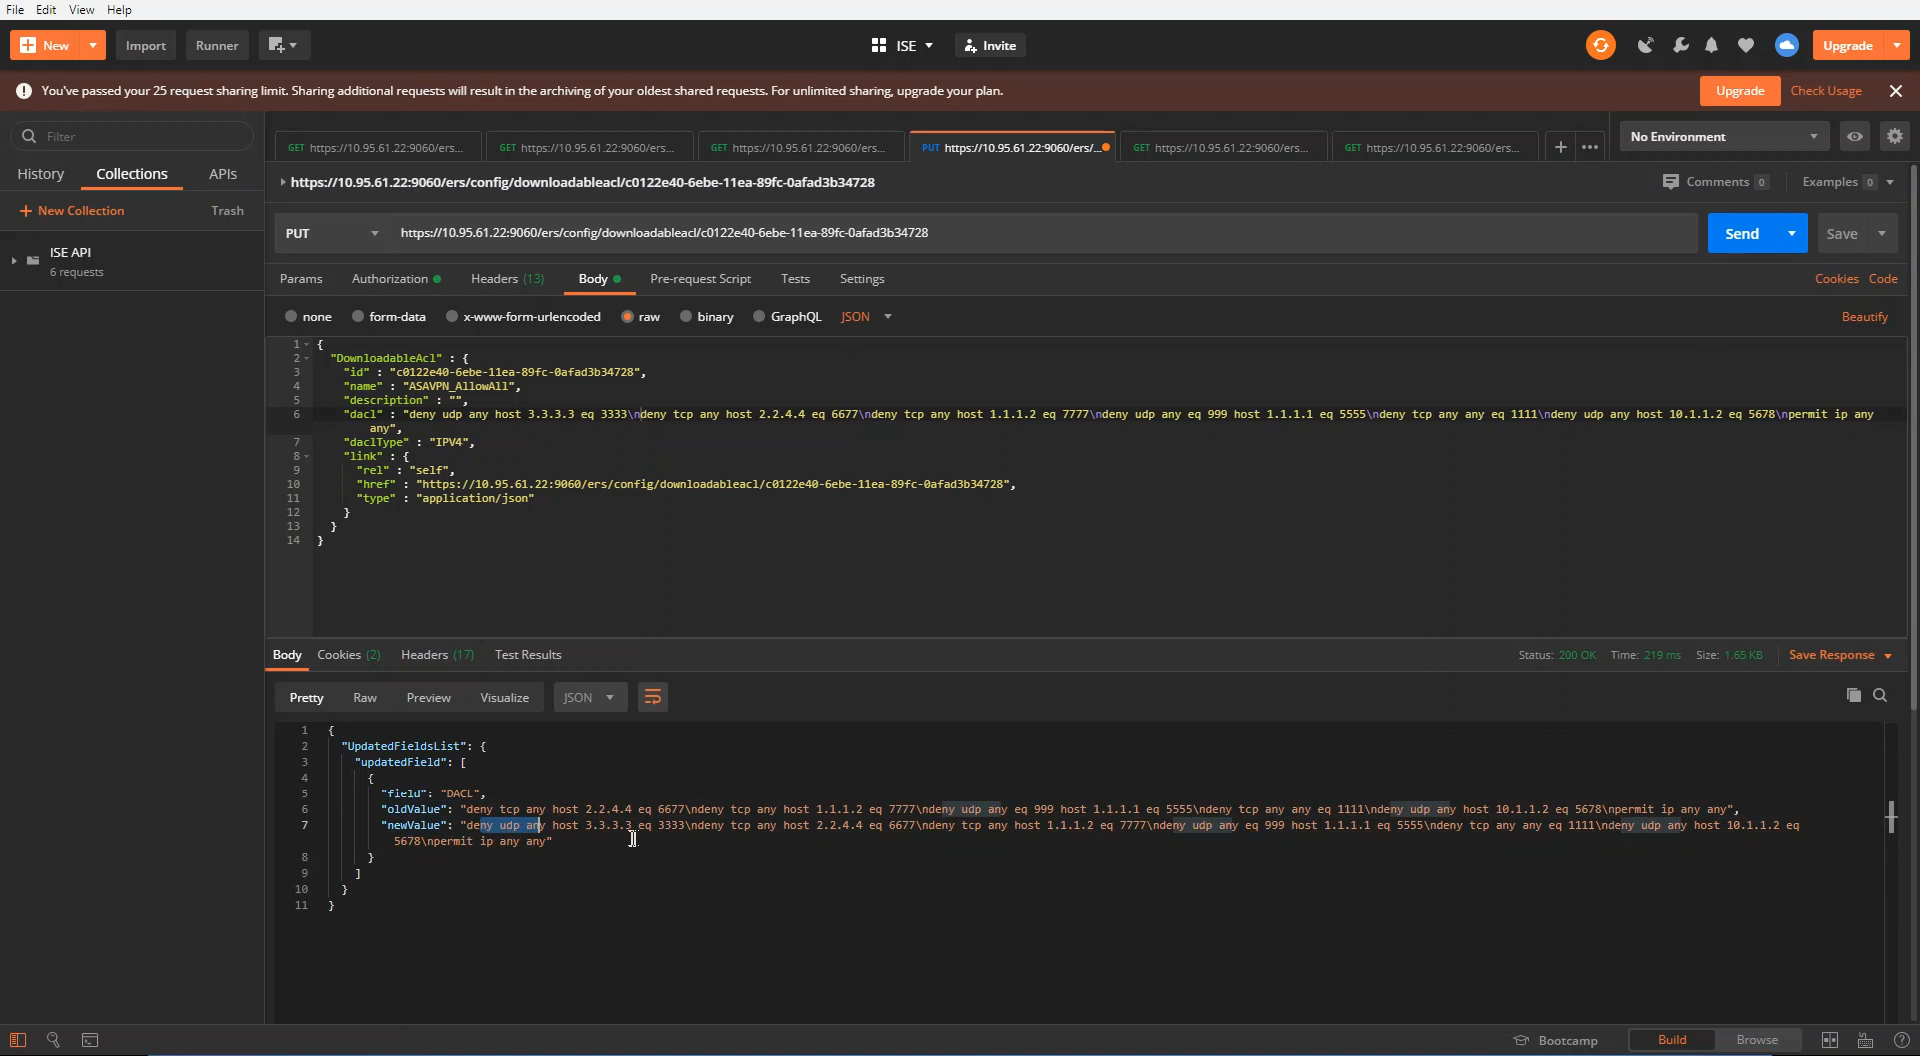 File Edit View Help
New Import Runner ISE Invite Upgrade
You've passed your 25 request sharing limit. Sharing additional requests will result in the archiving of your oldest shared requests. For unlimited sharing, upgrade your plan. Upgrade Check Usage
Filter
GET https://10.95.61.22:9060/ers... GET https://10.95.61.22:9060/ers... GET https://10.95.61.22:9060/ers... PUT https://10.95.61.22:9060/ers/... GET https://10.95.61.22:9060/ers... GET https://10.95.61.22:9060/ers... No Environment
History Collections APIs
https://10.95.61.22:9060/ers/config/downloadableacl/c0122e40-6ebe-11ea-89fc-0afad3b34728 Comments 0 Examples 0
New Collection Trash
PUT https://10.95.61.22:9060/ers/config/downloadableacl/c0122e40-6ebe-11ea-89fc-0afad3b34728 Send Save
ISE API
6 requests
Params Authorization Headers (13) Body Pre-request Script Tests Settings Cookies Code
none form-data x-www-form-urlencoded raw binary GraphQL JSON Beautify
1 {
2 "DownloadableAcl" : {
3 "id" : "c0122e40-6ebe-11ea-89fc-0afad3b34728",
4 "name" : "ASAVPN_AllowAll",
5 "description" : "",
6 "dacl" : "deny udp any host 3.3.3.3 eq 3333\ndeny tcp any host 2.2.4.4 eq 6677\ndeny tcp any host 1.1.1.2 eq 7777\ndeny udp any eq 999 host 1.1.1.1 eq 5555\ndeny tcp any any eq 1111\ndeny udp any host 10.1.1.2 eq 5678\npermit ip any
any",
7 "daclType" : "IPV4",
8 "link" : {
9 "rel" : "self",
10 "href" : "https://10.95.61.22:9060/ers/config/downloadableacl/c0122e40-6ebe-11ea-89fc-0afad3b34728",
11 "type" : "application/json"
12 }
13 }
14 }
Body Cookies (2) Headers (17) Test Results Status: 200 OK Time: 219 ms Size: 1.65 KB Save Response
Pretty Raw Preview Visualize JSON
1 {
2 "UpdatedFieldsList": {
3 "updatedField": [
4 {
5 "field": "DACL",
6 "oldValue": "deny tcp any host 2.2.4.4 eq 6677\ndeny tcp any host 1.1.1.2 eq 7777\ndeny udp any eq 999 host 1.1.1.1 eq 5555\ndeny tcp any any eq 1111\ndeny udp any host 10.1.1.2 eq 5678\npermit ip any any",
7 "newValue": "deny udp any host 3.3.3.3 eq 3333\ndeny tcp any host 2.2.4.4 eq 6677\ndeny tcp any host 1.1.1.2 eq 7777\ndeny udp any eq 999 host 1.1.1.1 eq 5555\ndeny tcp any any eq 1111\ndeny udp any host 10.1.1.2 eq
5678\npermit ip any any"
8 }
9 ]
10 }
11 }
Bootcamp Build Browse